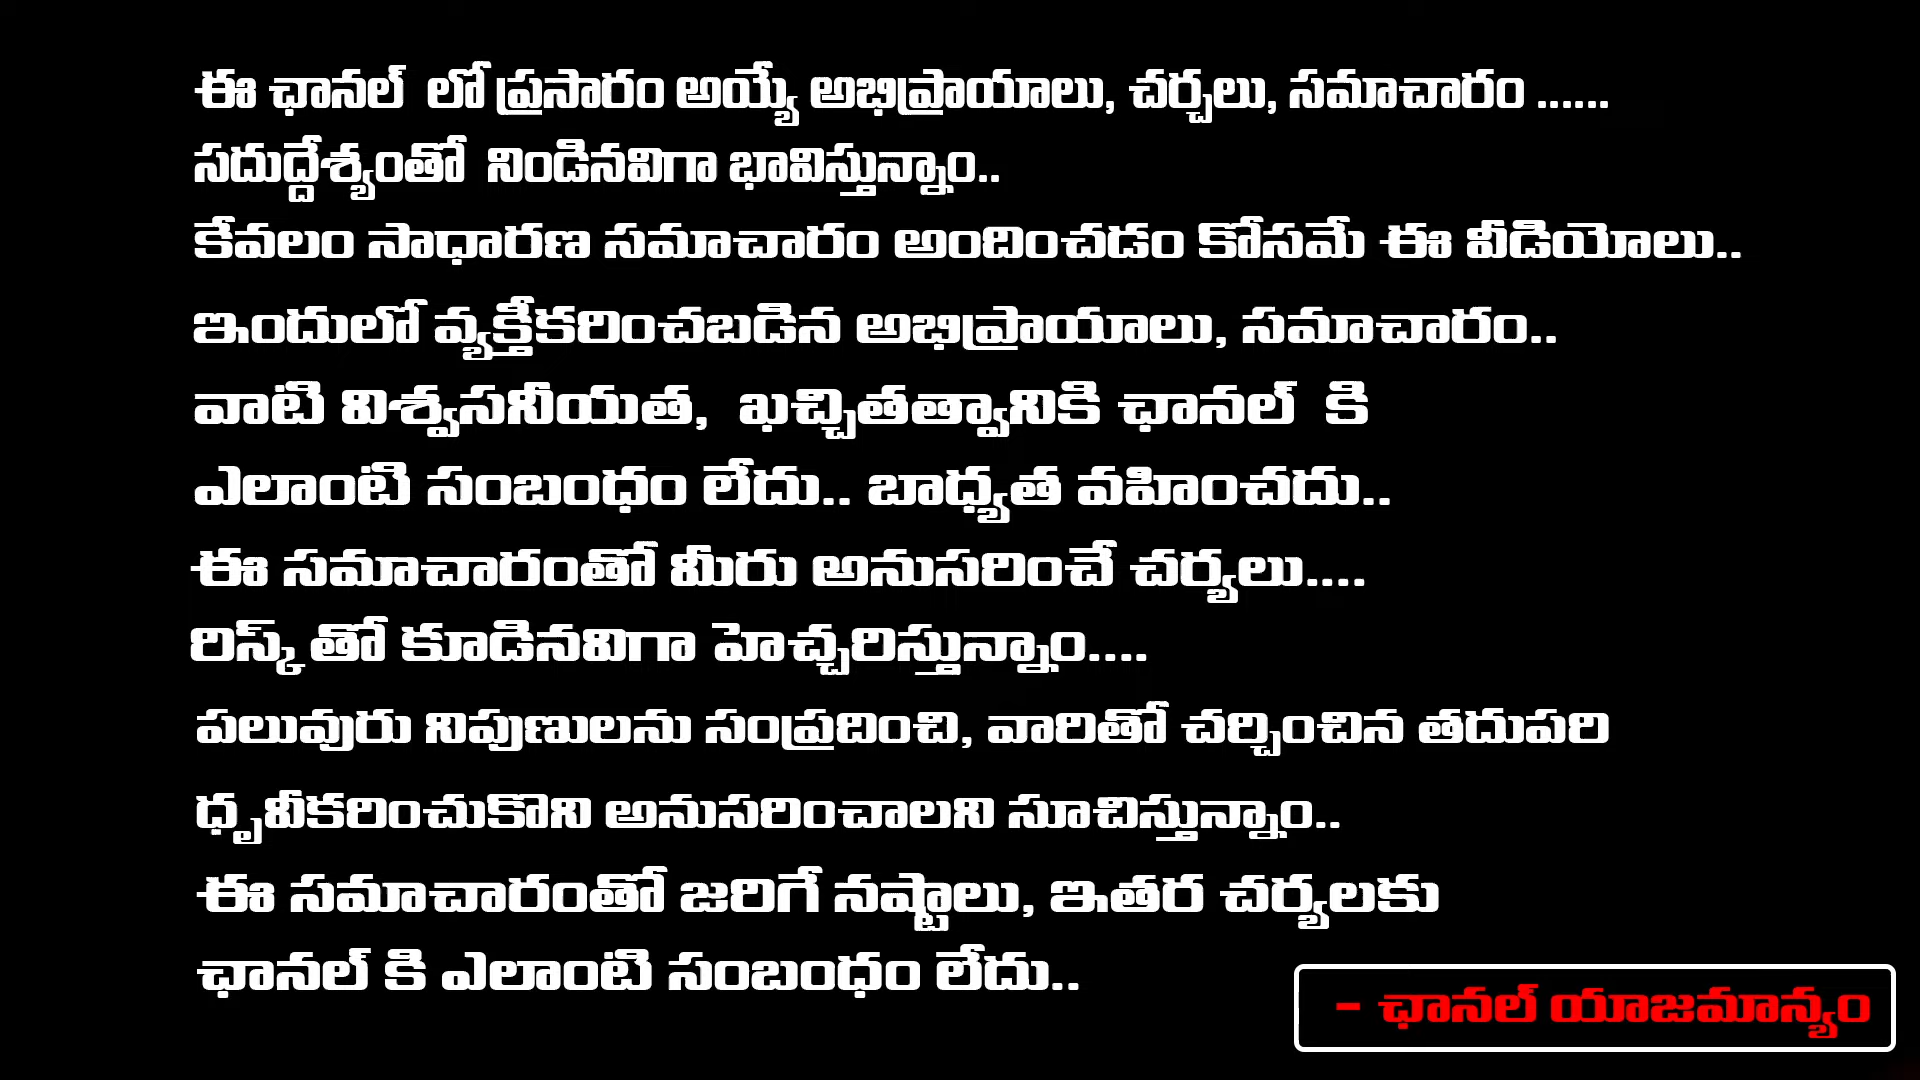 ఈ ఛానల్ లో ప్రసారం అయ్యే అభిప్రాయాలు, చర్చలు, సమాచారం ......
సదుద్దేశ్యంతో నిండినవిగా భావిస్తున్నాం..
కేవలం సాధారణ సమాచారం అందించడం కోసమే ఈ వీడియోలు..
ఇందులో వ్యక్తీకరించబడిన అభిప్రాయాలు, సమాచారం..
వాటి విశ్వసనీయత, ఖచ్చితత్వానికి ఛానల్ కి
ఎలాంటి సంబంధం లేదు.. బాధ్యత వహించదు..
ఈ సమాచారంతో మీరు అనుసరించే చర్యలు....
రిస్క్ తో కూడినవిగా హెచ్చరిస్తున్నాం....
పలువురు నిపుణులను సంప్రదించి, వారితో చర్చించిన తదుపరి
ధృవీకరించుకొని అనుసరించాలని సూచిస్తున్నాం..
ఈ సమాచారంతో జరిగే నష్టాలు, ఇతర చర్యలకు
ఛానల్ కి ఎలాంటి సంబంధం లేదు..
- ఛానల్ యాజమాన్యం